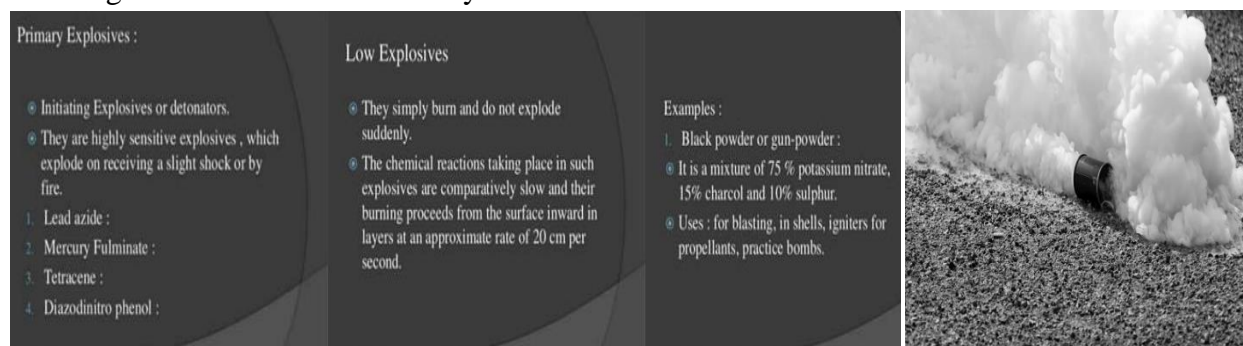 Primary Explosives :
Initiating Explosives or detonators.
They are highly sensitive explosives , which
explode on receiving a slight shock or by
fire.
1. Lead azide :
2. Mercury Fulminate :
3. Tetracene :
4. Diazodinitro phenol :
Low Explosives
They simply burn and do not explode
suddenly.
The chemical reactions taking place in such
explosives are comparatively slow and their
burning proceeds from the surface inward in
layers at an approximate rate of 20 cm per
second.
Examples :
1. Black powder or gun-powder :
It is a mixture of 75 % potassium nitrate,
15% charcol and 10% sulphur.
Uses : for blasting, in shells, igniters for
propellants, practice bombs.